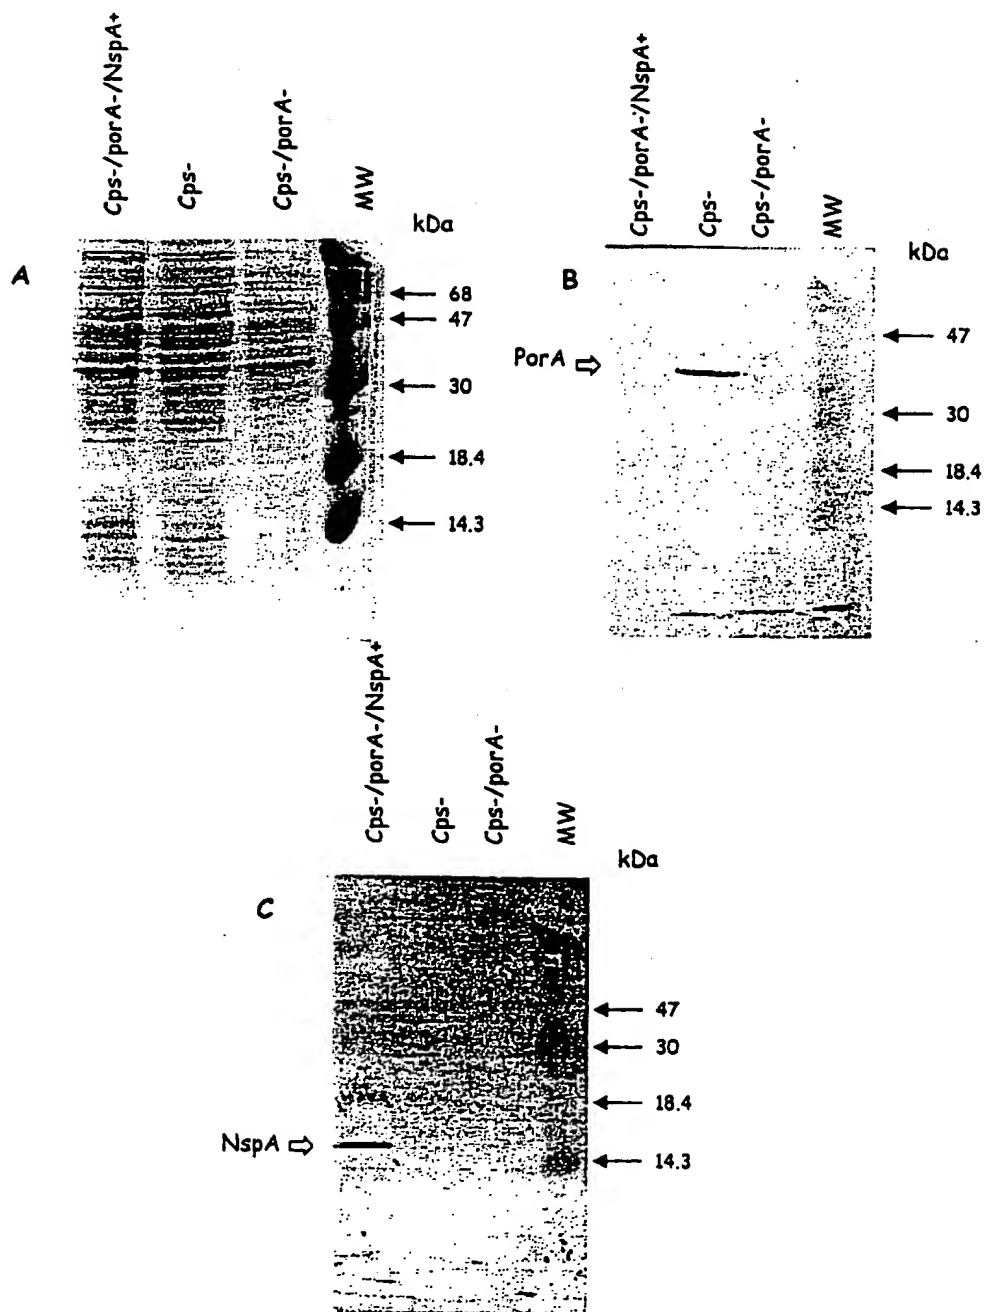 Cps-/porA-/NspA+
Cps-
Cps-/porA-
MW
kDa
A
68
47
30
18.4
14.3
Cps-/porA-/NspA+
Cps-
Cps-/porA-
MW
kDa
B
PorA
47
30
18.4
14.3
Cps-/porA-/NspA+
Cps-
Cps-/porA-
MW
kDa
C
47
30
18.4
NspA
14.3